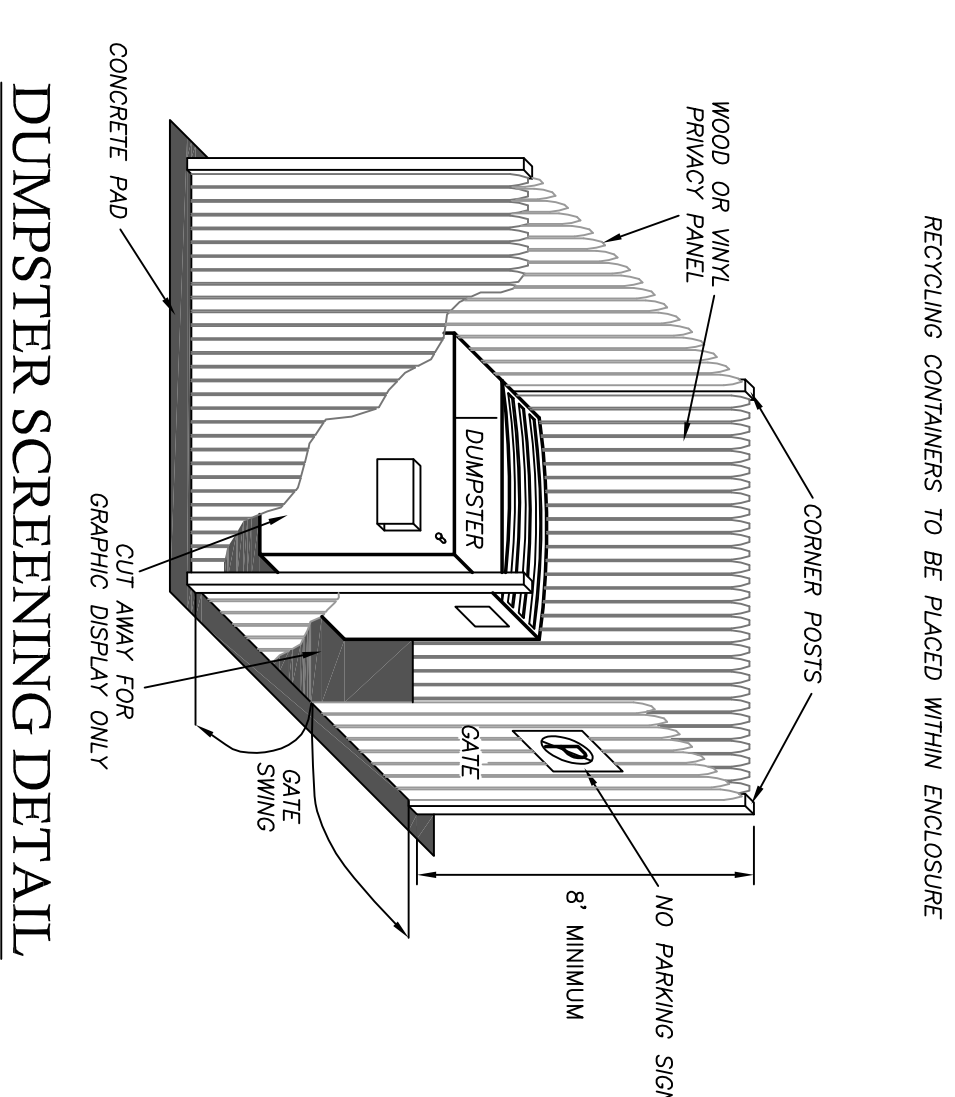 RECYCLING CONTAINERS TO BE PLACED WITHIN ENCLOSURE
CORNER POSTS
WOOD OR VINYL
PRIVACY PANEL
NO PARKING SIGN
8' MINIMUM
P
DUMPSTER
GATE
GATE
SWING
CONCRETE PAD
CUT AWAY FOR
GRAPHIC DISPLAY ONLY
DUMPSTER SCREENING DETAIL